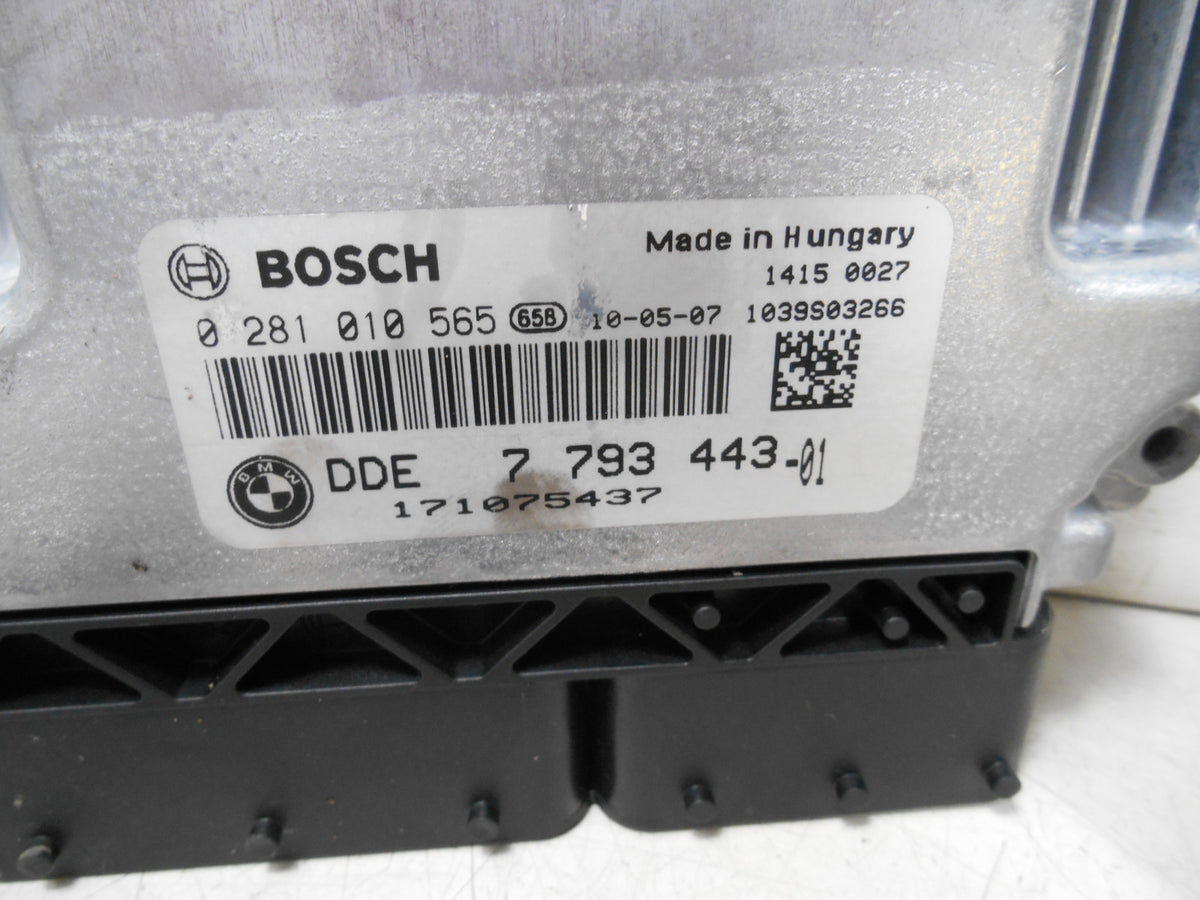 BOSCH
Made in Hungary
1415 0027
0 281 010 565 658 10-05-07 1039S03266
BMW DDE 7 793 443-01
171075437